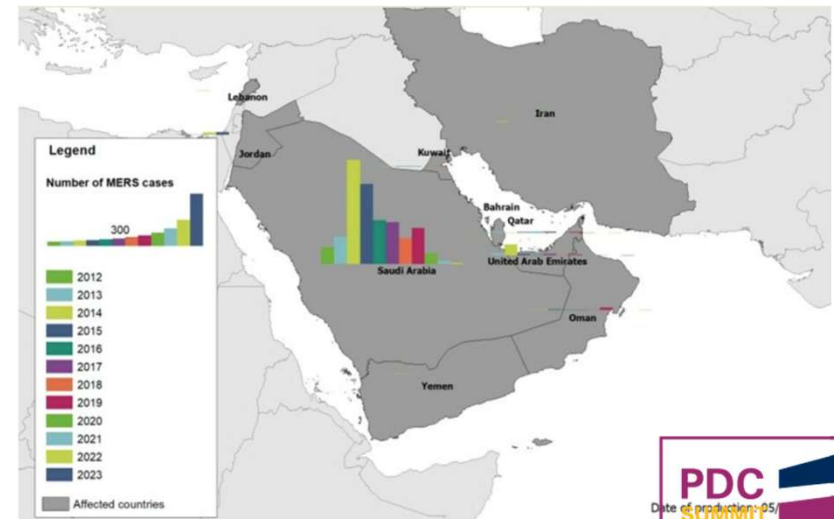 Lebanon
Iran
Jordan
Kuwait
Bahrain
Qatar
Saudi Arabia
United Arab Emirates
Oman
Yemen
Legend
Number of MERS cases
300
2012
2013
2014
2015
2016
2017
2018
2019
2020
2021
2022
2023
Affected countries
PDC
SUMMIT
Date of production: 05/